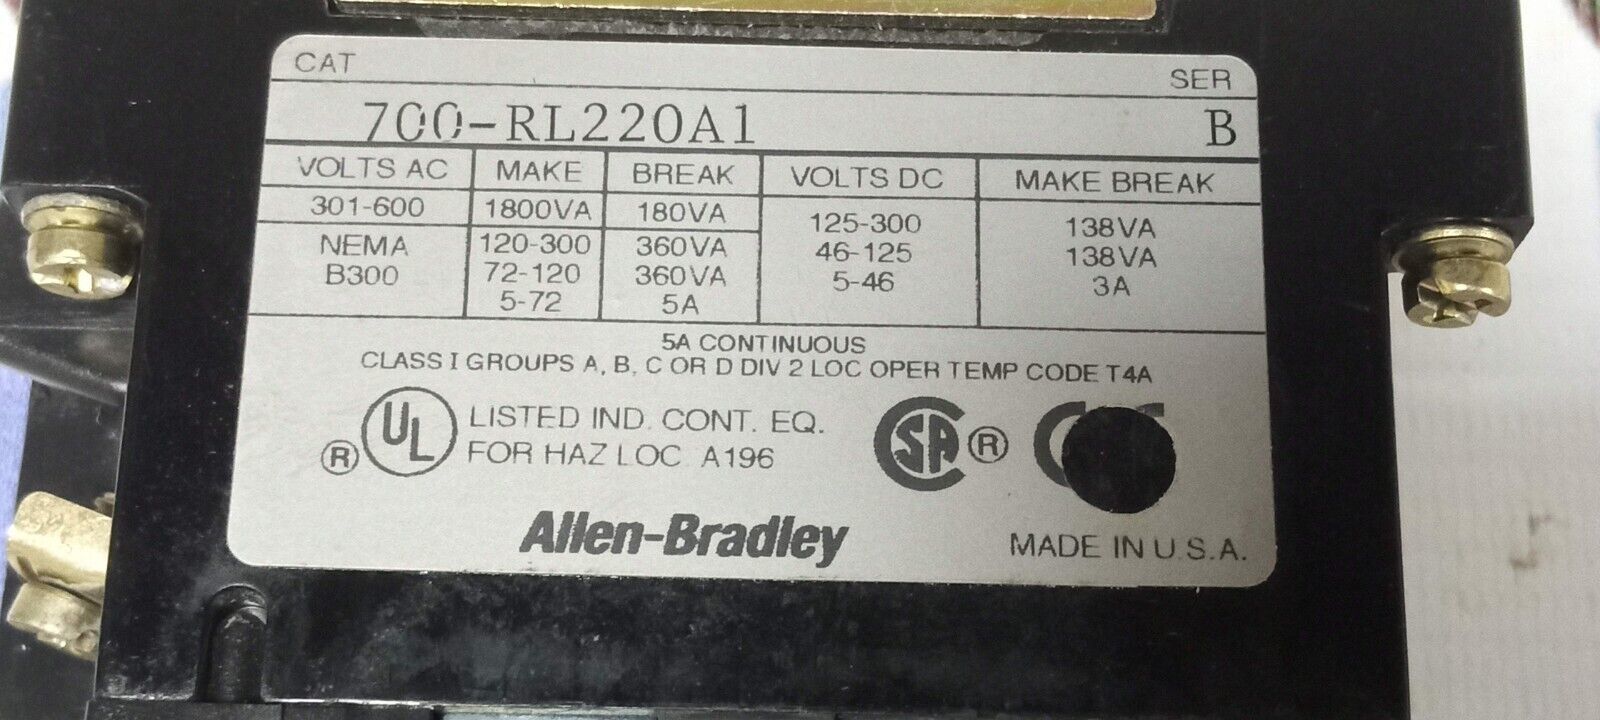 CAT SER
700-RL220A1 B
VOLTS AC MAKE BREAK VOLTS DC MAKE BREAK
301-600 1800VA 180VA 125-300 138VA
NEMA 120-300 360VA 46-125 138VA
B300 72-120 360VA 5-46 3A
5-72 5A
5A CONTINUOUS
CLASS I GROUPS A, B, C OR D DIV 2 LOC OPER TEMP CODE T4A
UL LISTED IND. CONT. EQ.
® FOR HAZ LOC. A196
SA ®
Allen-Bradley
MADE IN U.S.A.